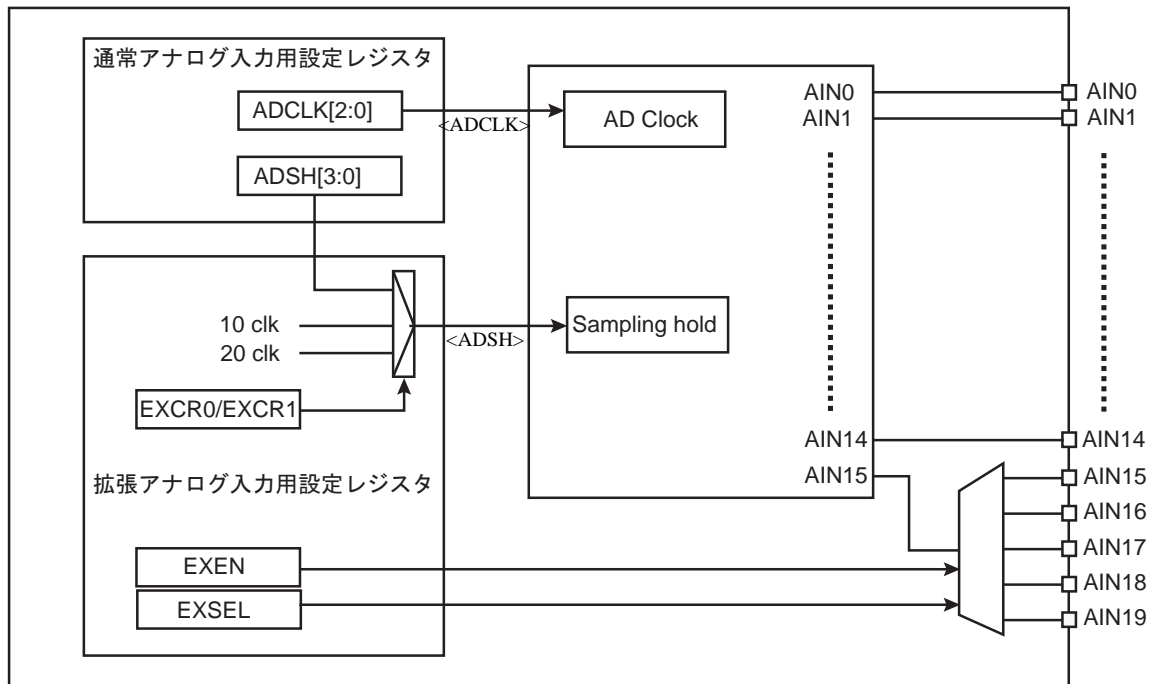 通常アナログ入力用設定レジスタ
ADCLK[2:0]
<ADCLK>
ADSH[3:0]
AD Clock
AIN0
AIN1
AIN0
AIN1
10 clk
20 clk
<ADSH>
Sampling hold
EXCR0/EXCR1
拡張アナログ入力用設定レジスタ
AIN14
AIN15
AIN14
AIN15
AIN16
AIN17
AIN18
AIN19
EXEN
EXSEL